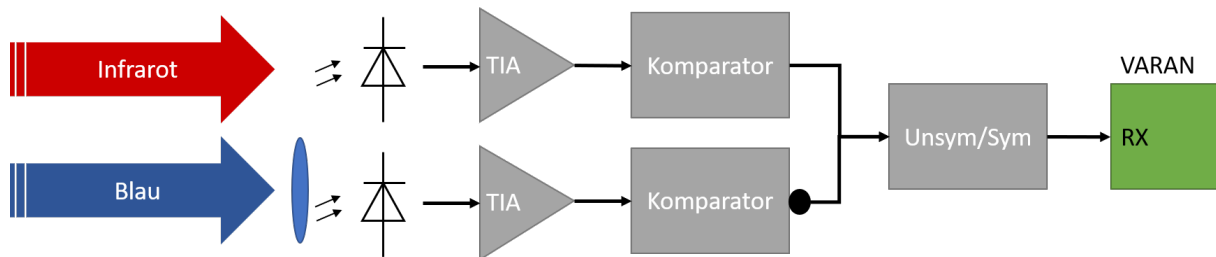 Infrarot
TIA
Komparator
VARAN
Unsym/Sym
RX
Blau
TIA
Komparator